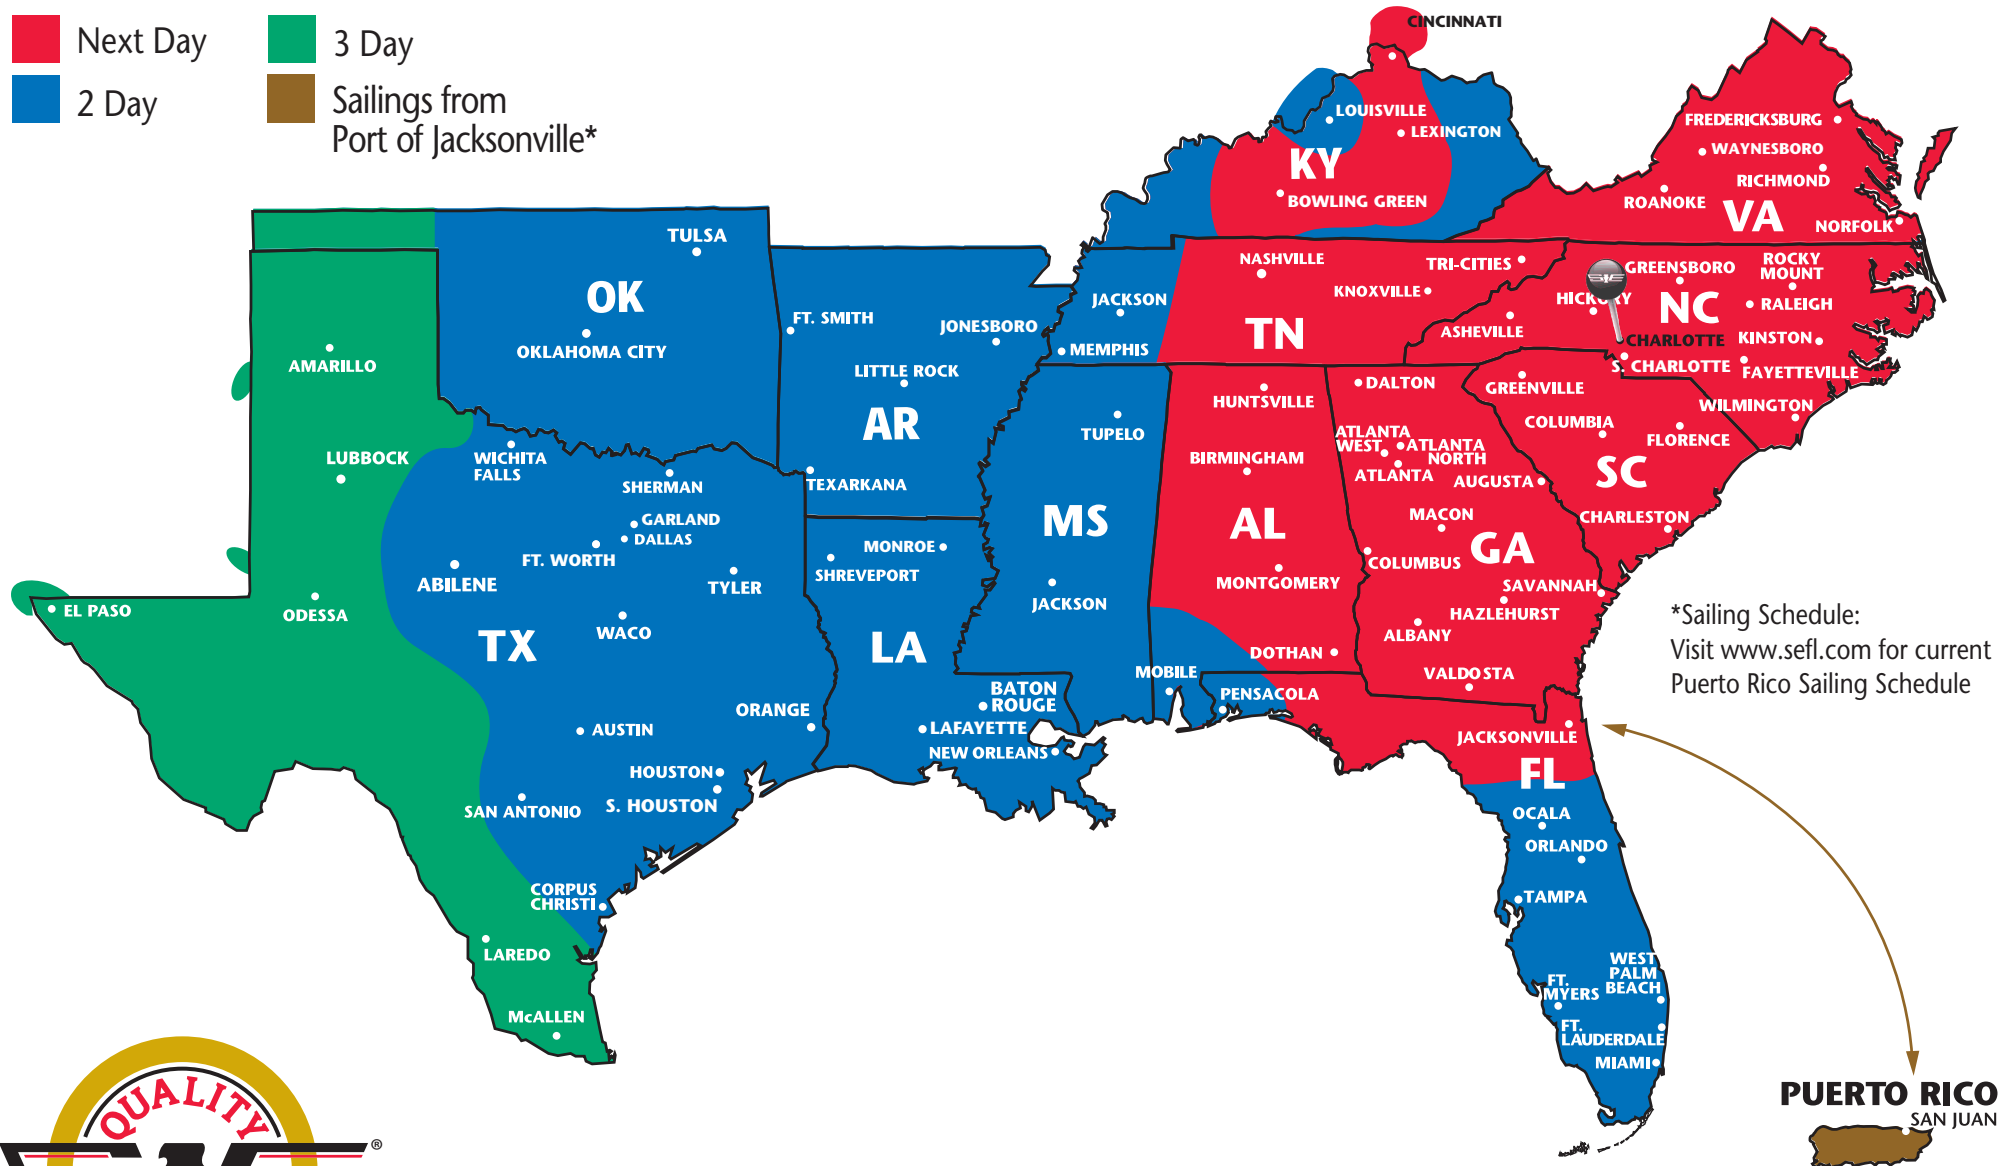 Next Day
2 Day
3 Day
Sailings from
Port of Jacksonville*
CINCINNATI
LOUISVILLE
LEXINGTON
KY
BOWLING GREEN
FREDERICKSBURG
WAYNESBORO
RICHMOND
ROANOKE
VA
NORFOLK
TULSA
OK
OKLAHOMA CITY
FT. SMITH
JONESBORO
LITTLE ROCK
AR
TEXARKANA
NASHVILLE
TRI-CITIES
KNOXVILLE
JACKSON
TN
MEMPHIS
GREENSBORO
ROCKY
MOUNT
HICKORY
NC
RALEIGH
ASHEVILLE
CHARLOTTE
KINSTON
S. CHARLOTTE
FAYETTEVILLE
WILMINGTON
AMARILLO
LUBBOCK
WICHITA
FALLS
SHERMAN
GARLAND
DALLAS
FT. WORTH
ABILENE
TYLER
EL PASO
ODESSA
WACO
TX
AUSTIN
ORANGE
HOUSTON
S. HOUSTON
SAN ANTONIO
CORPUS
CHRISTI
LAREDO
McALLEN
MONROE
SHREVEPORT
LA
BATON
ROUGE
LAFAYETTE
NEW ORLEANS
TUPELO
MS
JACKSON
HUNTSVILLE
BIRMINGHAM
AL
MONTGOMERY
DOTHAN
MOBILE
DALTON
ATLANTA
WEST
ATLANTA
NORTH
ATLANTA
AUGUSTA
MACON
GA
COLUMBUS
SAVANNAH
HAZLEHURST
ALBANY
VALDOSTA
GREENVILLE
COLUMBIA
FLORENCE
SC
CHARLESTON
PENSACOLA
JACKSONVILLE
FL
OCALA
ORLANDO
TAMPA
WEST
PALM
BEACH
FT.
MYERS
FT.
LAUDERDALE
MIAMI
*Sailing Schedule:
Visit www.sefl.com for current
Puerto Rico Sailing Schedule
PUERTO RICO
SAN JUAN
QUALITY
®